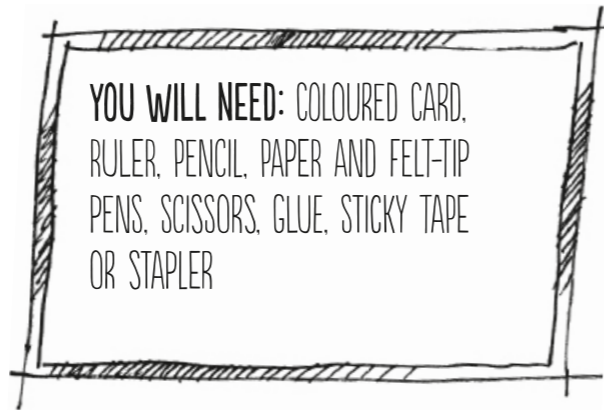 YOU WILL NEED: COLOURED CARD,
RULER, PENCIL, PAPER AND FELT-TIP
PENS, SCISSORS, GLUE, STICKY TAPE
OR STAPLER